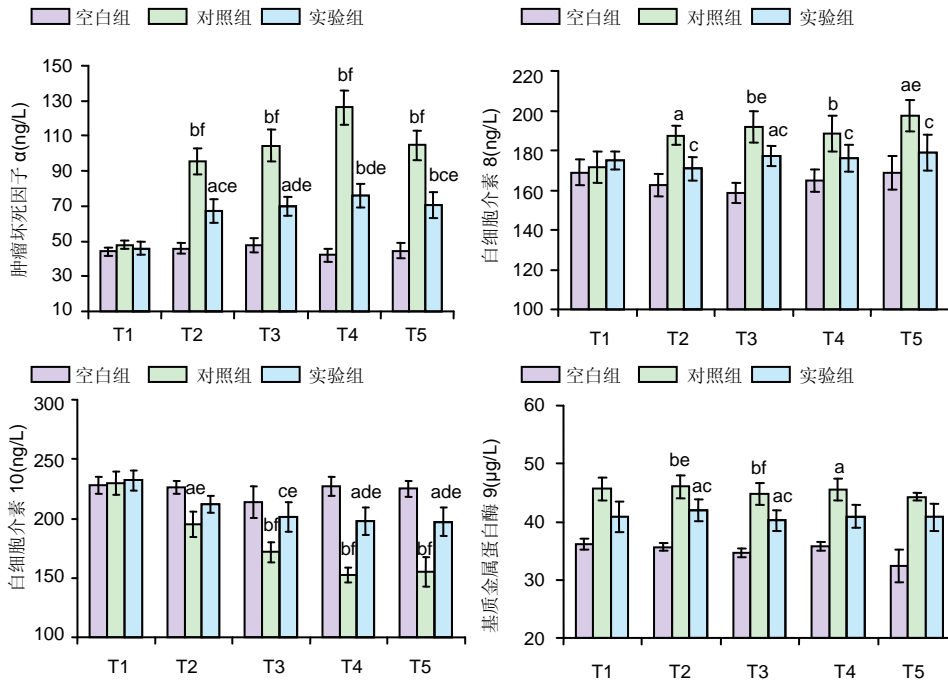 空白组 对照组 实验组
肿瘤坏死因子 α(ng/L)
150
130
110
90
70
50
30
10
bf bf bf bf
ace ade bde bce
T1 T2 T3 T4 T5
空白组 对照组 实验组
白细胞介素 8(ng/L)
220
200
180
160
140
120
100
a be b ae
c ac c c
T1 T2 T3 T4 T5
空白组 对照组 实验组
白细胞介素 10(ng/L)
300
250
200
150
100
ae ce ade ade
bf bf bf
T1 T2 T3 T4 T5
空白组 对照组 实验组
基质金属蛋白酶 9(μg/L)
60
50
40
30
20
be bf a
ac ac
T1 T2 T3 T4 T5